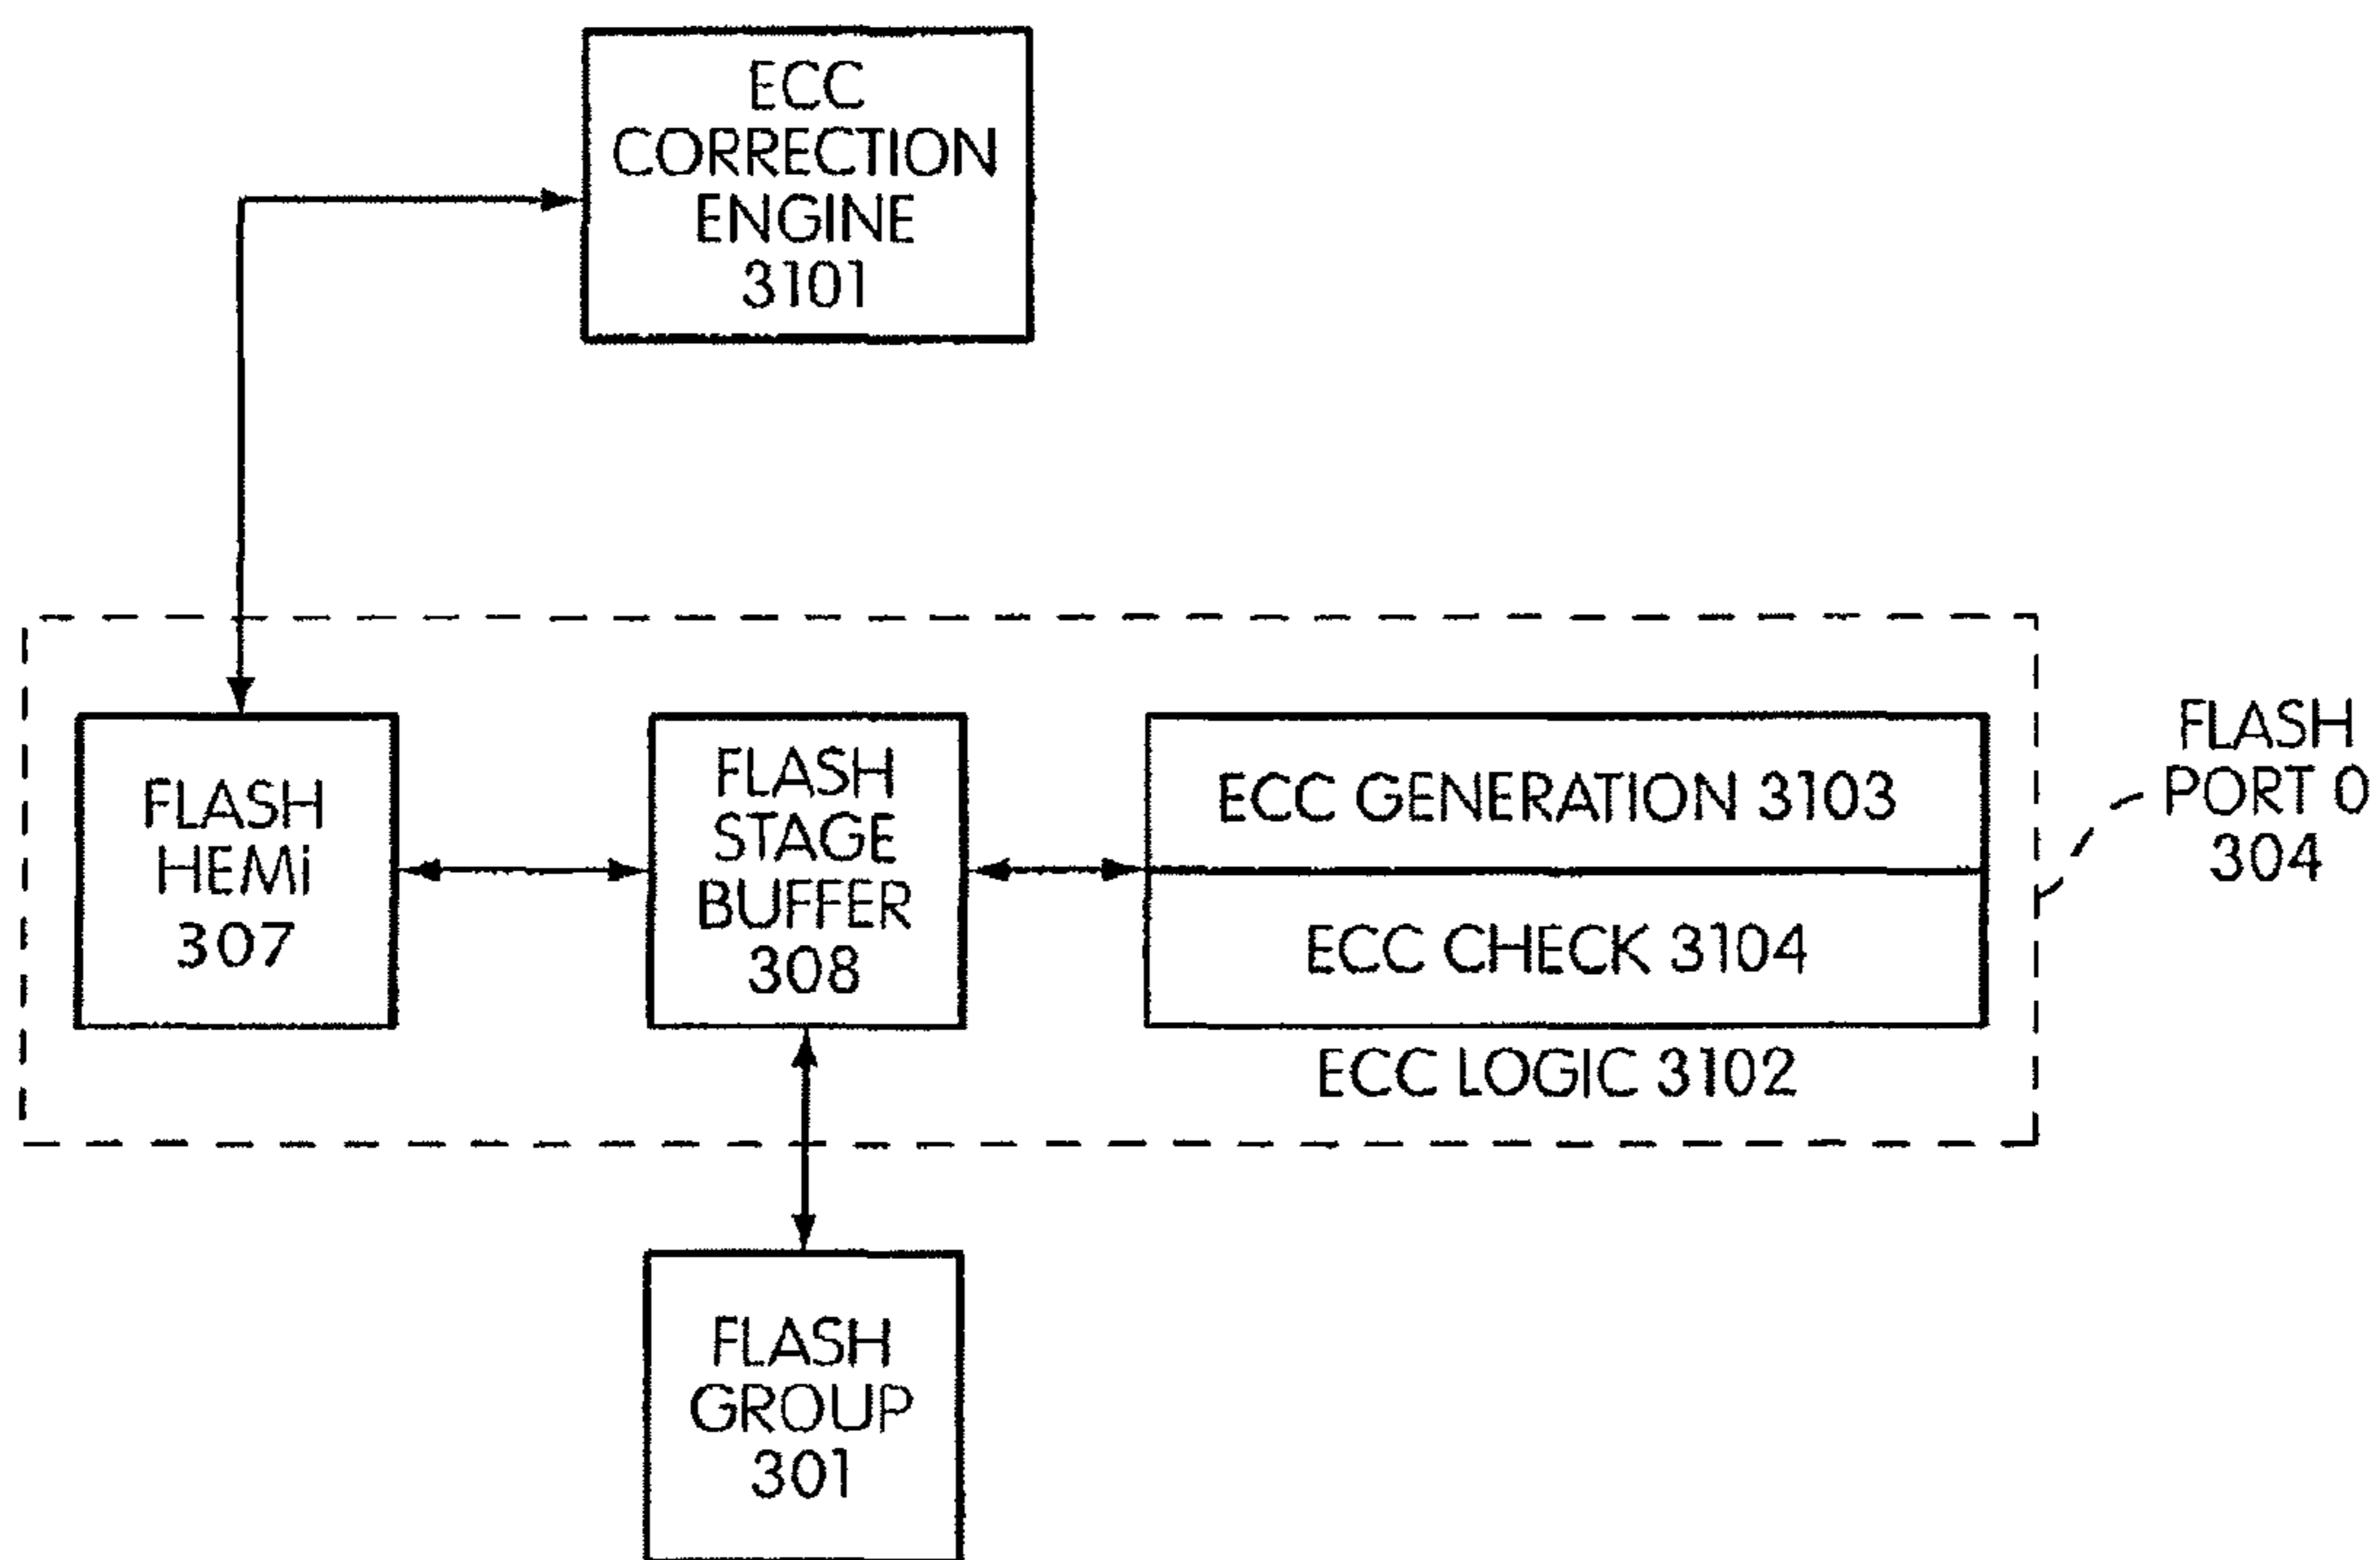 ECC
CORRECTION
ENGINE
3101
FLASH
HEMi
307
FLASH
STAGE
BUFFER
308
ECC GENERATION 3103
ECC CHECK 3104
ECC LOGIC 3102
FLASH
PORT 0
304
FLASH
GROUP
301